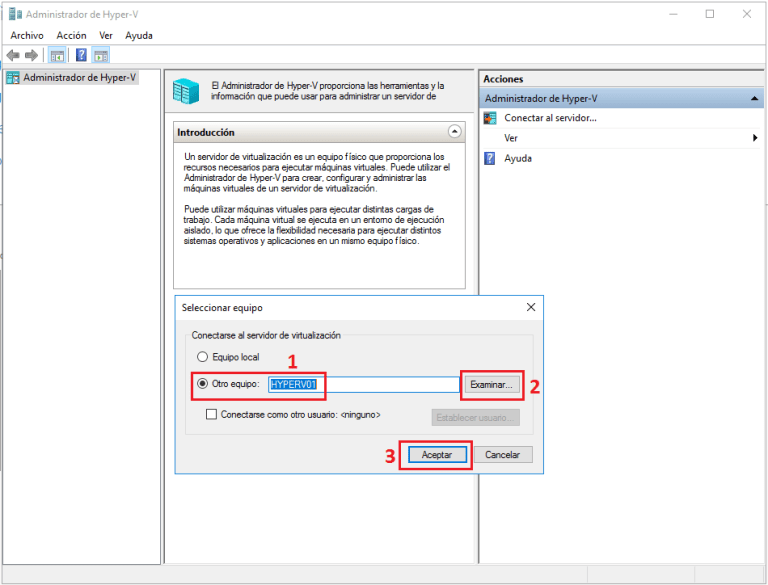 Administrador de Hyper-V
Archivo Acción Ver Ayuda
Administrador de Hyper-V
El Administrador de Hyper-V proporciona las herramientas y la
información que puede usar para administrar un servidor de
Introducción
Un servidor de virtualización es un equipo físico que proporciona los
recursos necesarios para ejecutar máquinas virtuales. Puede utilizar el
Administrador de Hyper-V para crear, configurar y administrar las
máquinas virtuales de un servidor de virtualización.
Puede utilizar máquinas virtuales para ejecutar distintas cargas de
trabajo. Cada máquina virtual se ejecuta en un entorno de ejecución
aislado, lo que ofrece la flexibilidad necesaria para ejecutar distintos
sistemas operativos y aplicaciones en un mismo equipo físico.
Acciones
Administrador de Hyper-V
Conectar al servidor...
Ver
Ayuda
Seleccionar equipo
Conectarse al servidor de virtualización
Equipo local
1
Otro equipo: HYPERV01 Examinar... 2
Conectarse como otro usuario: <ninguno> Establecer usuario...
3 Aceptar Cancelar